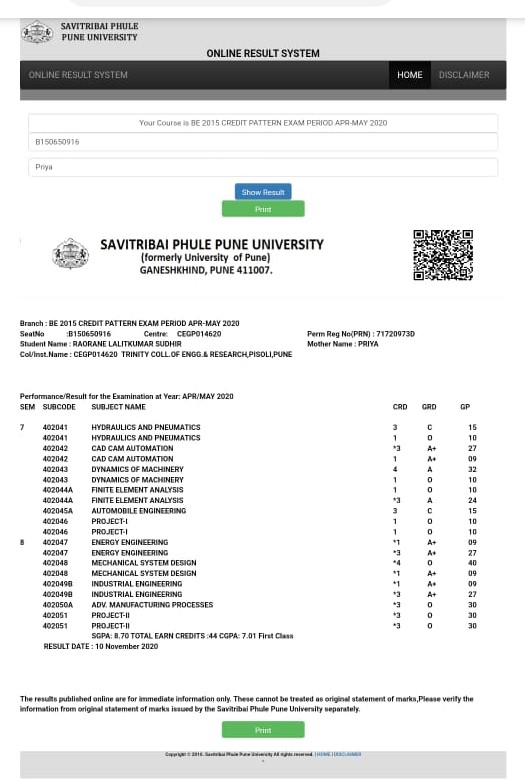 SAVITRIBAI PHULE
PUNE UNIVERSITY
ONLINE RESULT SYSTEM
ONLINE RESULT SYSTEM HOME DISCLAIMER
Your Course is BE 2015 CREDIT PATTERN EXAM PERIOD APR-MAY 2020
B150650916
Priya
Show Result
Print
SAVITRIBAI PHULE PUNE UNIVERSITY
(formerly University of Pune)
GANESHKHIND, PUNE 411007.
Branch : BE 2015 CREDIT PATTERN EXAM PERIOD APR-MAY 2020
SeatNo :B150650916 Centre: CEGP014620 Perm Reg No(PRN) : 71720973D
Student Name : RAORANE LALITKUMAR SUDHIR Mother Name : PRIYA
Col/Inst.Name : CEGP014620 TRINITY COLL.OF ENGG.& RESEARCH,PISOLI,PUNE
Performance/Result for the Examination at Year: APR/MAY 2020
SEM SUBCODE SUBJECT NAME CRD GRD GP
7 402041 HYDRAULICS AND PNEUMATICS 3 C 15
402041 HYDRAULICS AND PNEUMATICS 1 O 10
402042 CAD CAM AUTOMATION *3 A+ 27
402042 CAD CAM AUTOMATION 1 A+ 09
402043 DYNAMICS OF MACHINERY 4 A 32
402043 DYNAMICS OF MACHINERY 1 O 10
402044A FINITE ELEMENT ANALYSIS 1 O 10
402044A FINITE ELEMENT ANALYSIS *3 A 24
402045A AUTOMOBILE ENGINEERING 3 C 15
402046 PROJECT-I 1 O 10
402046 PROJECT-I 1 O 10
8 402047 ENERGY ENGINEERING *1 A+ 09
402047 ENERGY ENGINEERING *3 A+ 27
402048 MECHANICAL SYSTEM DESIGN *4 O 40
402048 MECHANICAL SYSTEM DESIGN *1 A+ 09
402049B INDUSTRIAL ENGINEERING *1 A+ 09
402049B INDUSTRIAL ENGINEERING *3 A+ 27
402050A ADV. MANUFACTURING PROCESSES *3 O 30
402051 PROJECT-II *3 O 30
402051 PROJECT-II *3 O 30
SGPA: 8.70 TOTAL EARN CREDITS :44 CGPA: 7.01 First Class
RESULT DATE : 10 November 2020
The results published online are for immediate information only. These cannot be treated as original statement of marks,Please verify the
information from original statement of marks issued by the Savitribai Phule Pune University separately.
Print
Copyright © 2016. Savitribai Phule Pune University All rights reserved. | HOME | DISCLAIMER